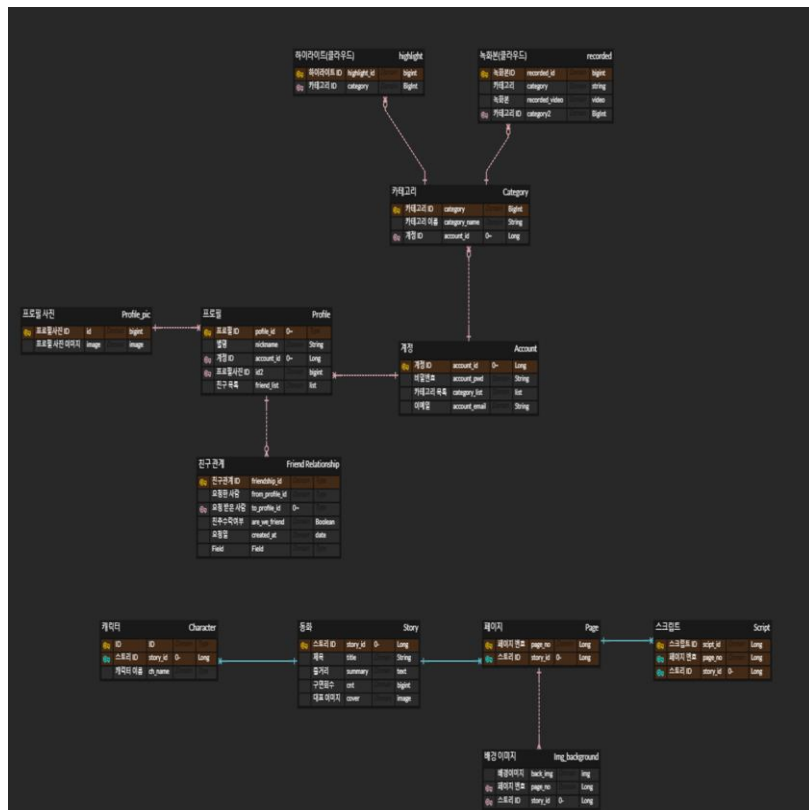 하이라이트(클라우드) highlight
하이라이트 ID highlight_id bigint
카테고리 ID category Bigint
녹화본(클라우드) recorded
녹화본ID recorded_id bigint
카테고리 category string
녹화본 recorded_video video
카테고리 ID category2 Bigint
카테고리 Category
카테고리 ID category Bigint
카테고리 이름 category_name String
계정 ID account_id 0~ Long
프로필 사진 Profile_pic
프로필사진 ID id bigint
프로필 사진 이미지 image image
프로필 Profile
프로필 ID pofile_id 0~
별명 nickname String
계정 ID account_id 0~ Long
프로필사진 ID id2 bigint
친구 목록 friend_list list
계정 Account
계정 ID account_id 0~ Long
비밀번호 account_pwd String
카테고리 목록 category_list list
이메일 account_email String
친구 관계 Friend Relationship
친구관계 ID friendship_id
요청한 사람 from_profile_id
요청 받은 사람 to_profile_id 0~
친추수락여부 are_we_friend Boolean
요청일 created_at date
Field Field
캐릭터 Character
ID ID
스토리 ID story_id 0- Long
캐릭터 이름 ch_name
동화 Story
스토리 ID story_id 0- Long
제목 title String
줄거리 summary text
구연횟수 cnt bigint
대표 이미지 cover image
페이지 Page
페이지 번호 page_no Long
스토리 ID story_id 0- Long
스크립트 Script
스크립트 ID scipt_id Long
페이지 번호 page_no Long
스토리 ID story_id 0- Long
배경 이미지 Img_background
배경이미지 back_img img
페이지 번호 page_no Long
스토리 ID story_id 0- Long